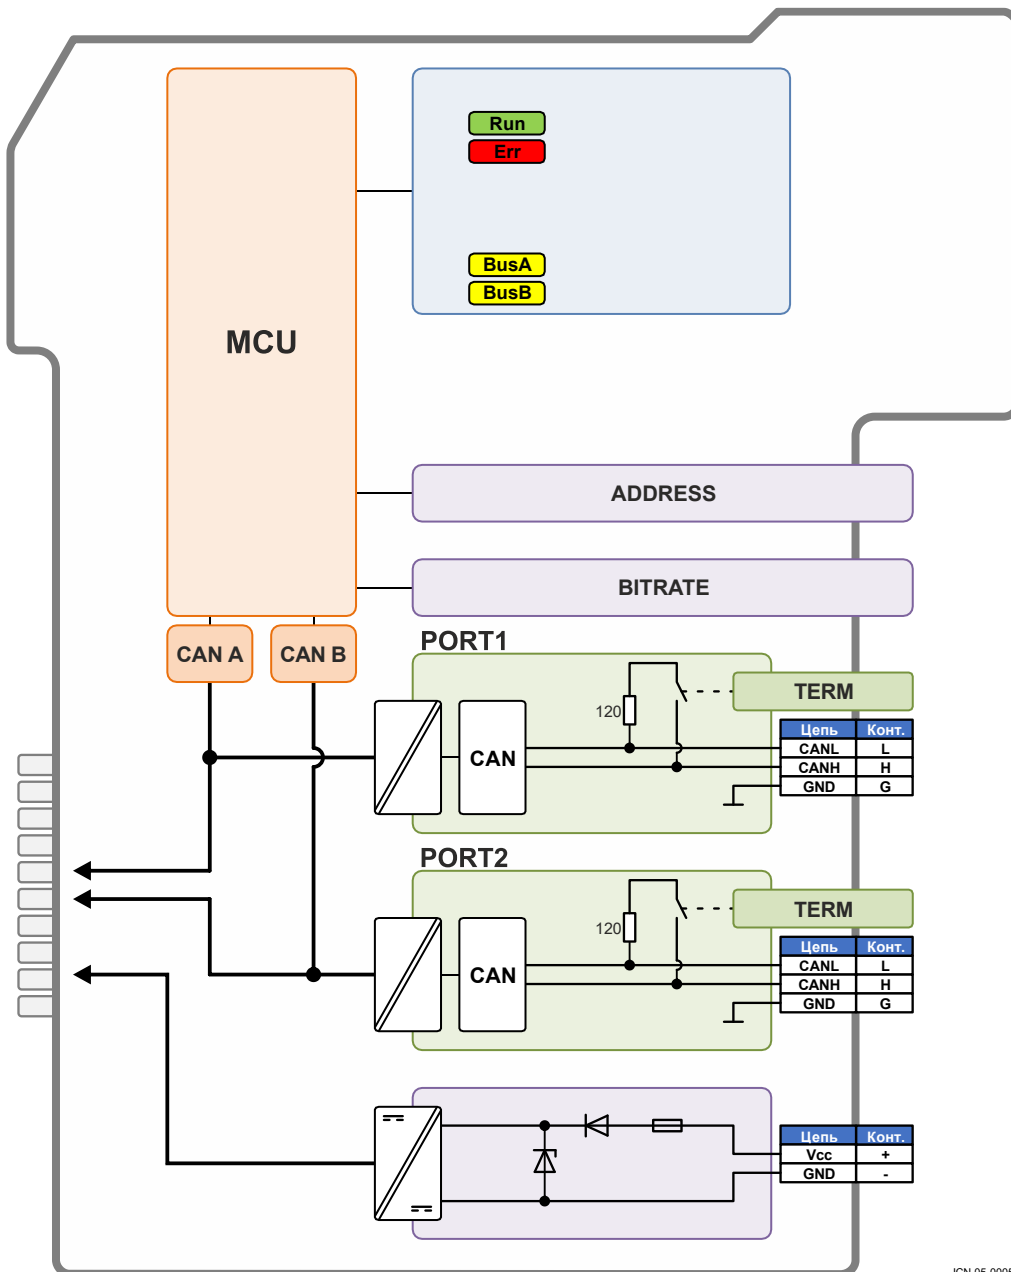 Run
Err
BusA
BusB
MCU
ADDRESS
BITRATE
CAN A
CAN B
PORT1
TERM
120
CAN
Цепь Конт.
CANL L
CANH H
GND G
PORT2
TERM
120
CAN
Цепь Конт.
CANL L
CANH H
GND G
Цепь Конт.
Vcc +
GND -